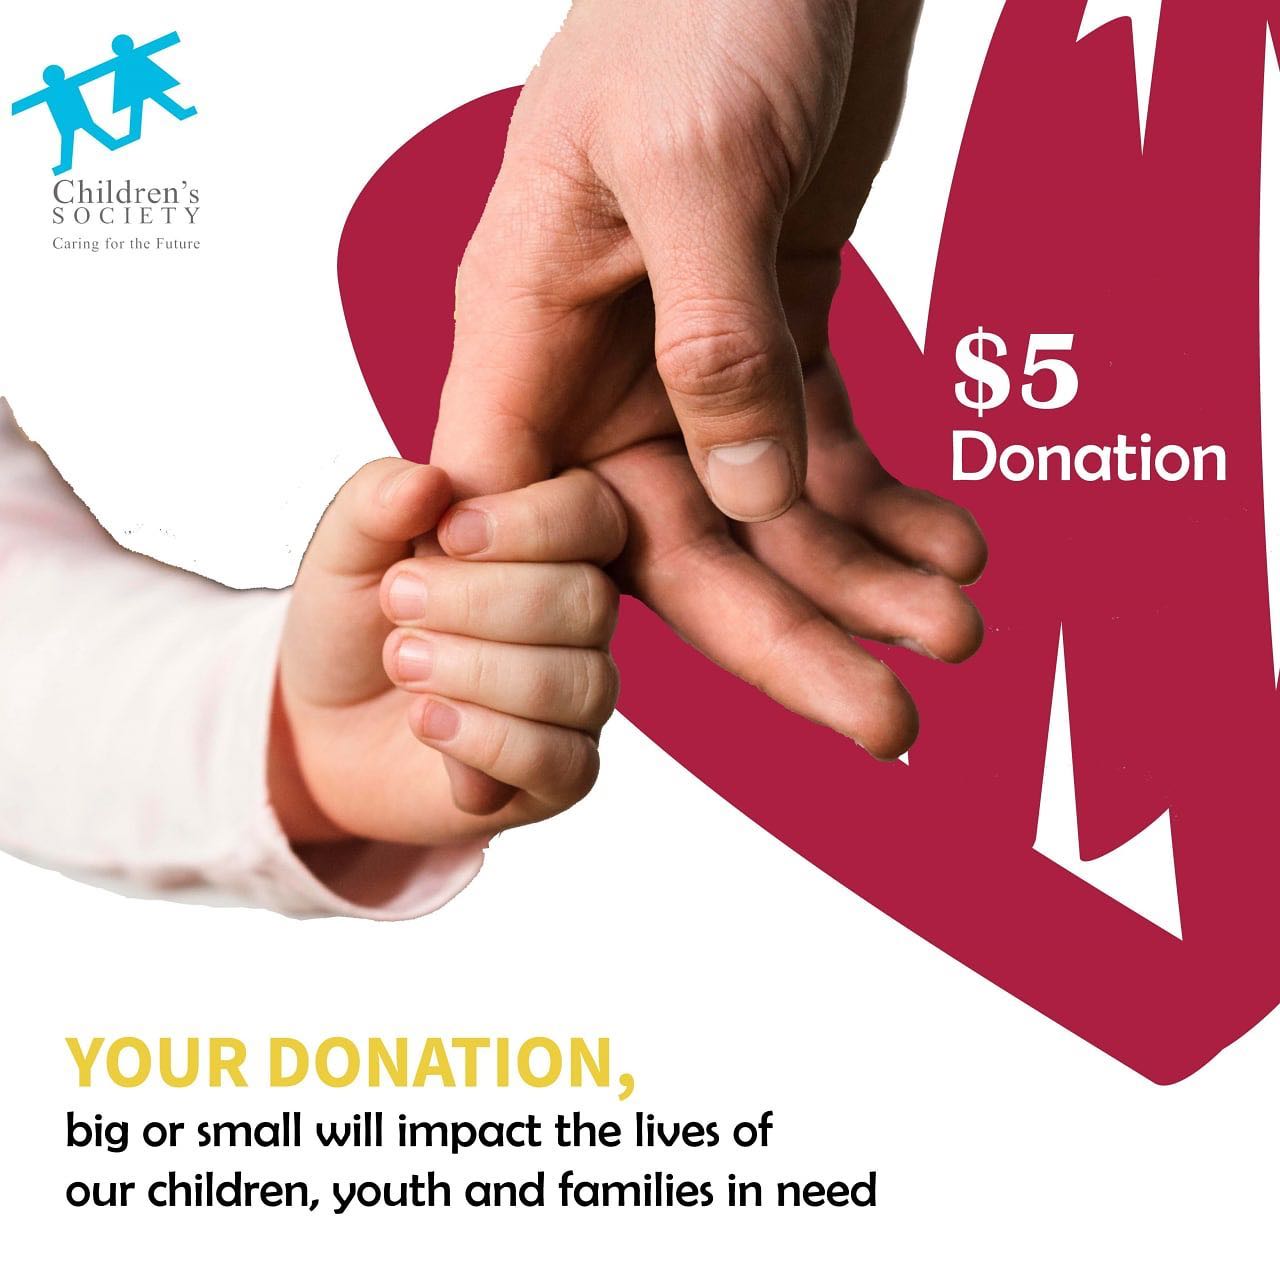 Children's
SOCIETY
Caring for the Future
$5
Donation
YOUR DONATION,
big or small will impact the lives of
our children, youth and families in need